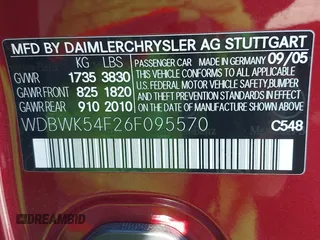 MFD BY DAIMLERCHRYSLER AG STUTTGART
KG LBS
PASSENGER CAR MADE IN GERMANY 09/05
GVWR 1735 3830
GAWR FRONT 825 1820
GAWR REAR 910 2010
THIS VEHICLE CONFORMS TO ALL APPLICABLE U.S. FEDERAL MOTOR VEHICLE SAFETY, BUMPER AND THEFT PREVENTION STANDARDS IN EFFECT ON THE DATE OF MANUFACTURE SHOWN ABOVE.
WDBWK54F26F095570
C548
DREAMBID